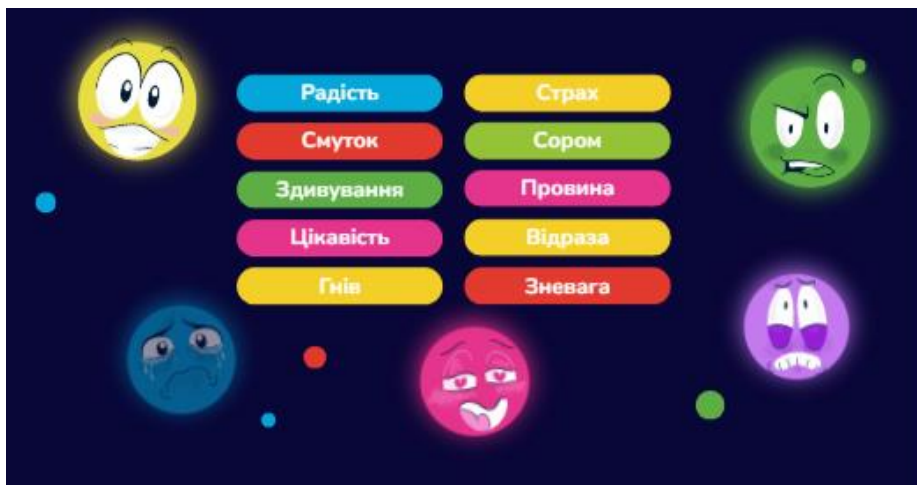 Радість
Смуток
Здивування
Цікавість
Гнів
Страх
Сором
Провина
Відраза
Зневага